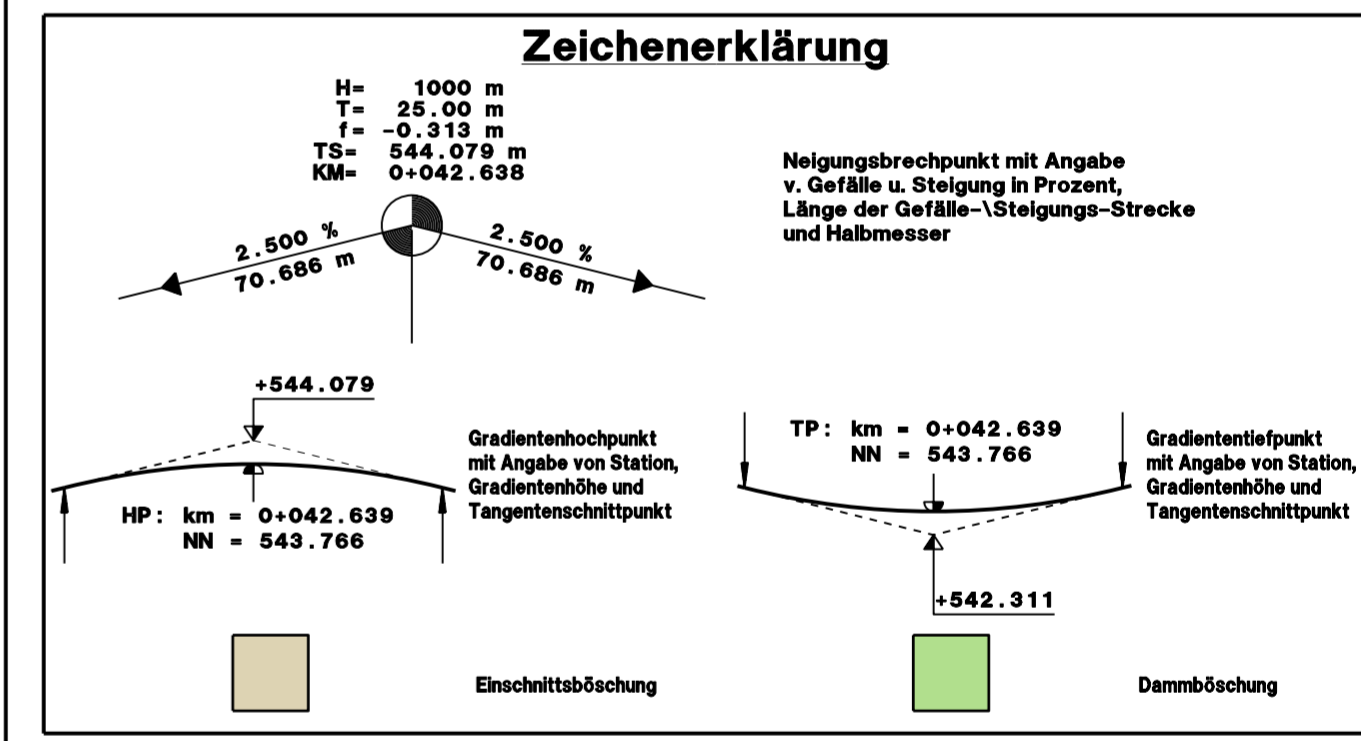 Zeichenerklärung
H= 1000 m
T= 25.00 m
f= -0.313 m
TS= 544.079 m
KM= 0+042.638
2.500 %
70.686 m
2.500 %
70.686 m
Neigungsbrechpunkt mit Angabe
v. Gefälle u. Steigung in Prozent,
Länge der Gefälle-\Steigungs-Strecke
und Halbmesser
+544.079
HP: km = 0+042.639
NN = 543.766
Gradientenhochpunkt
mit Angabe von Station,
Gradientenhöhe und
Tangentenschnittpunkt
TP: km = 0+042.639
NN = 543.766
+542.311
Gradiententiefpunkt
mit Angabe von Station,
Gradientenhöhe und
Tangentenschnittpunkt
Einschnittsböschung
Dammböschung